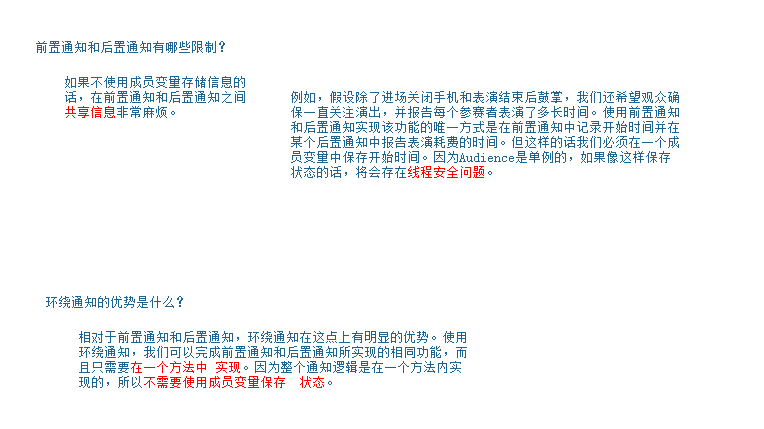 前置通知和后置通知有哪些限制？
如果不使用成员变量存储信息的
话，在前置通知和后置通知之间
共享信息非常麻烦。
例如，假设除了进场关闭手机和表演结束后鼓掌，我们还希望观众确
保一直关注演出，并报告每个参赛者表演了多长时间。使用前置通知
和后置通知实现该功能的唯一方式是在前置通知中记录开始时间并在
某个后置通知中报告表演耗费的时间。但这样的话我们必须在一个成
员变量中保存开始时间。因为Audience是单例的，如果像这样保存
状态的话，将会存在线程安全问题。
环绕通知的优势是什么？
相对于前置通知和后置通知，环绕通知在这点上有明显的优势。使用
环绕通知，我们可以完成前置通知和后置通知所实现的相同功能，而
且只需要在一个方法中 实现。因为整个通知逻辑是在一个方法内实
现的，所以不需要使用成员变量保存 状态。